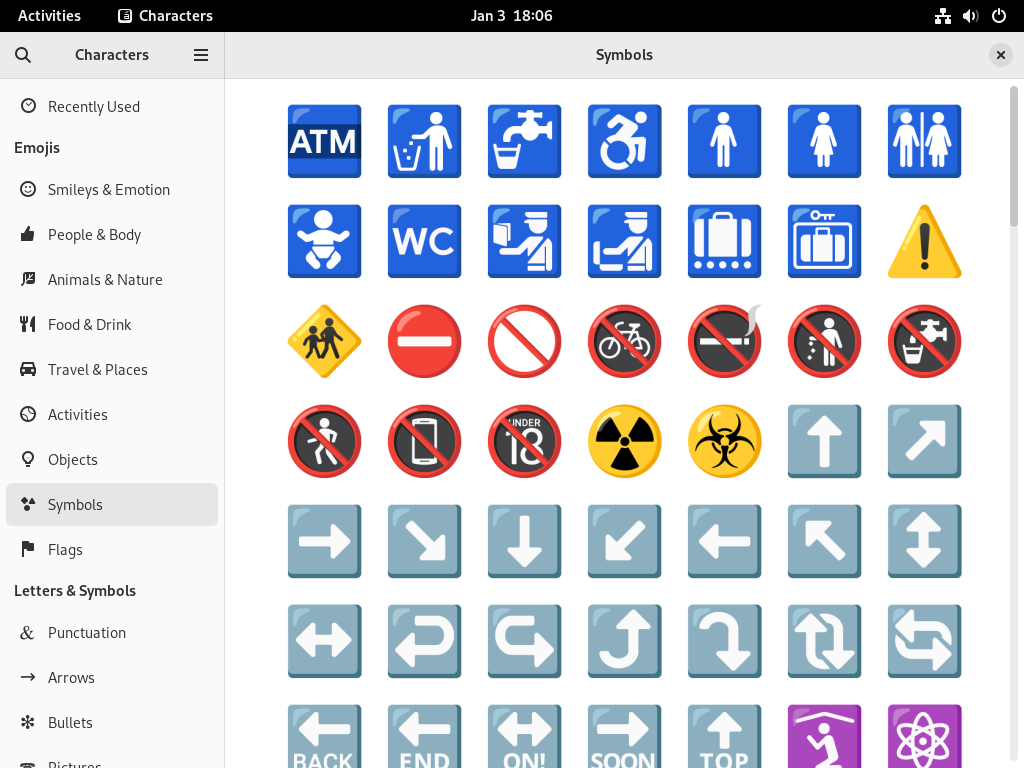 Activities
Characters
Jan 3 18:06
Characters
Symbols
Recently Used
Emojis
Smileys & Emotion
People & Body
Animals & Nature
Food & Drink
Travel & Places
Activities
Objects
Symbols
Flags
Letters & Symbols
Punctuation
Arrows
Bullets
Pictures
ATM
WC
UNDER
18
BACK
END
ON!
SOON
TOP